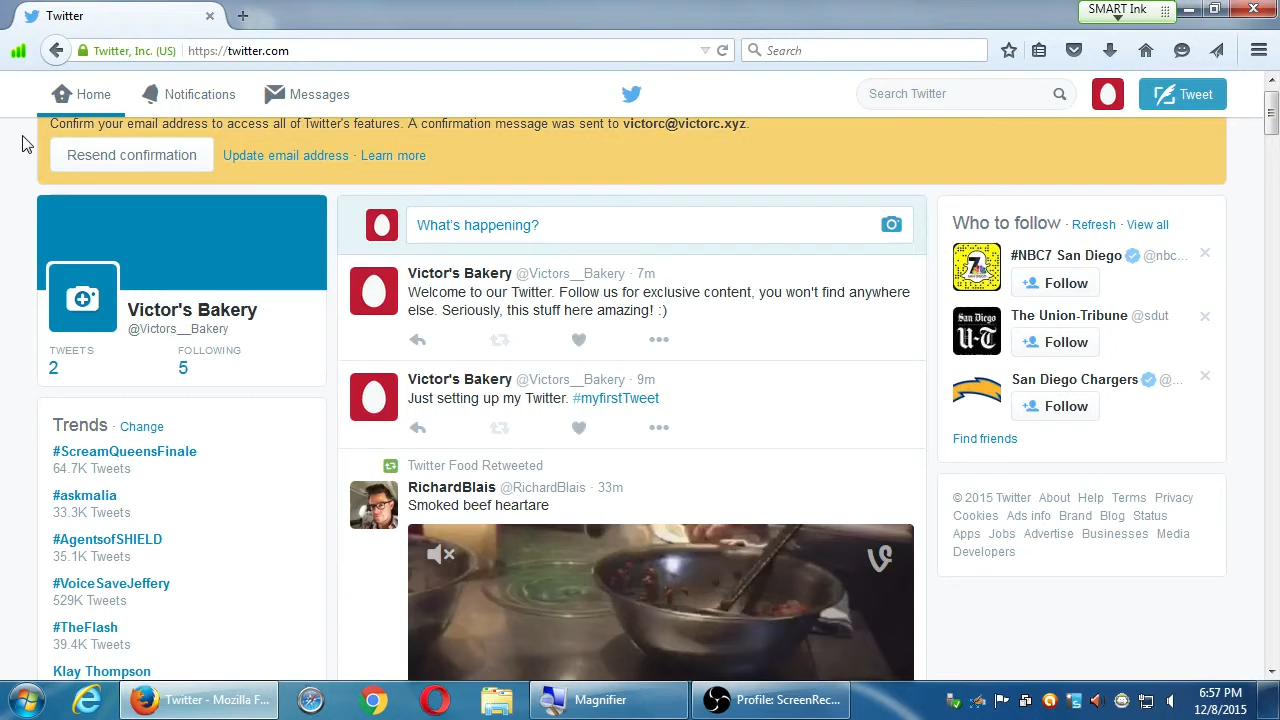 Twitter
SMART Ink
Twitter, Inc. (US)
https://twitter.com
Search
Home
Notifications
Messages
Search Twitter
Tweet
Confirm your email address to access all of Twitter's features. A confirmation message was sent to victorc@victorc.xyz.
Resend confirmation
Update email address · Learn more
Victor's Bakery
@Victors__Bakery
TWEETS
2
FOLLOWING
5
Trends · Change
#ScreamQueensFinale
64.7K Tweets
#askmalia
33.3K Tweets
#AgentsofSHIELD
35.1K Tweets
#VoiceSaveJeffery
529K Tweets
#TheFlash
39.4K Tweets
Klay Thompson
What's happening?
Victor's Bakery @Victors__Bakery · 7m
Welcome to our Twitter. Follow us for exclusive content, you won't find anywhere
else. Seriously, this stuff here amazing! :)
Victor's Bakery @Victors__Bakery · 9m
Just setting up my Twitter. #myfirstTweet
Twitter Food Retweeted
RichardBlais @RichardBlais · 33m
Smoked beef heartare
Who to follow · Refresh · View all
#NBC7 San Diego @nbc...
Follow
The Union-Tribune @sdut
Follow
San Diego U-T
San Diego Chargers @...
Follow
Find friends
© 2015 Twitter About Help Terms Privacy
Cookies Ads info Brand Blog Status
Apps Jobs Advertise Businesses Media
Developers
Twitter - Mozilla F...
Magnifier
Profile: ScreenRec...
6:57 PM
12/8/2015